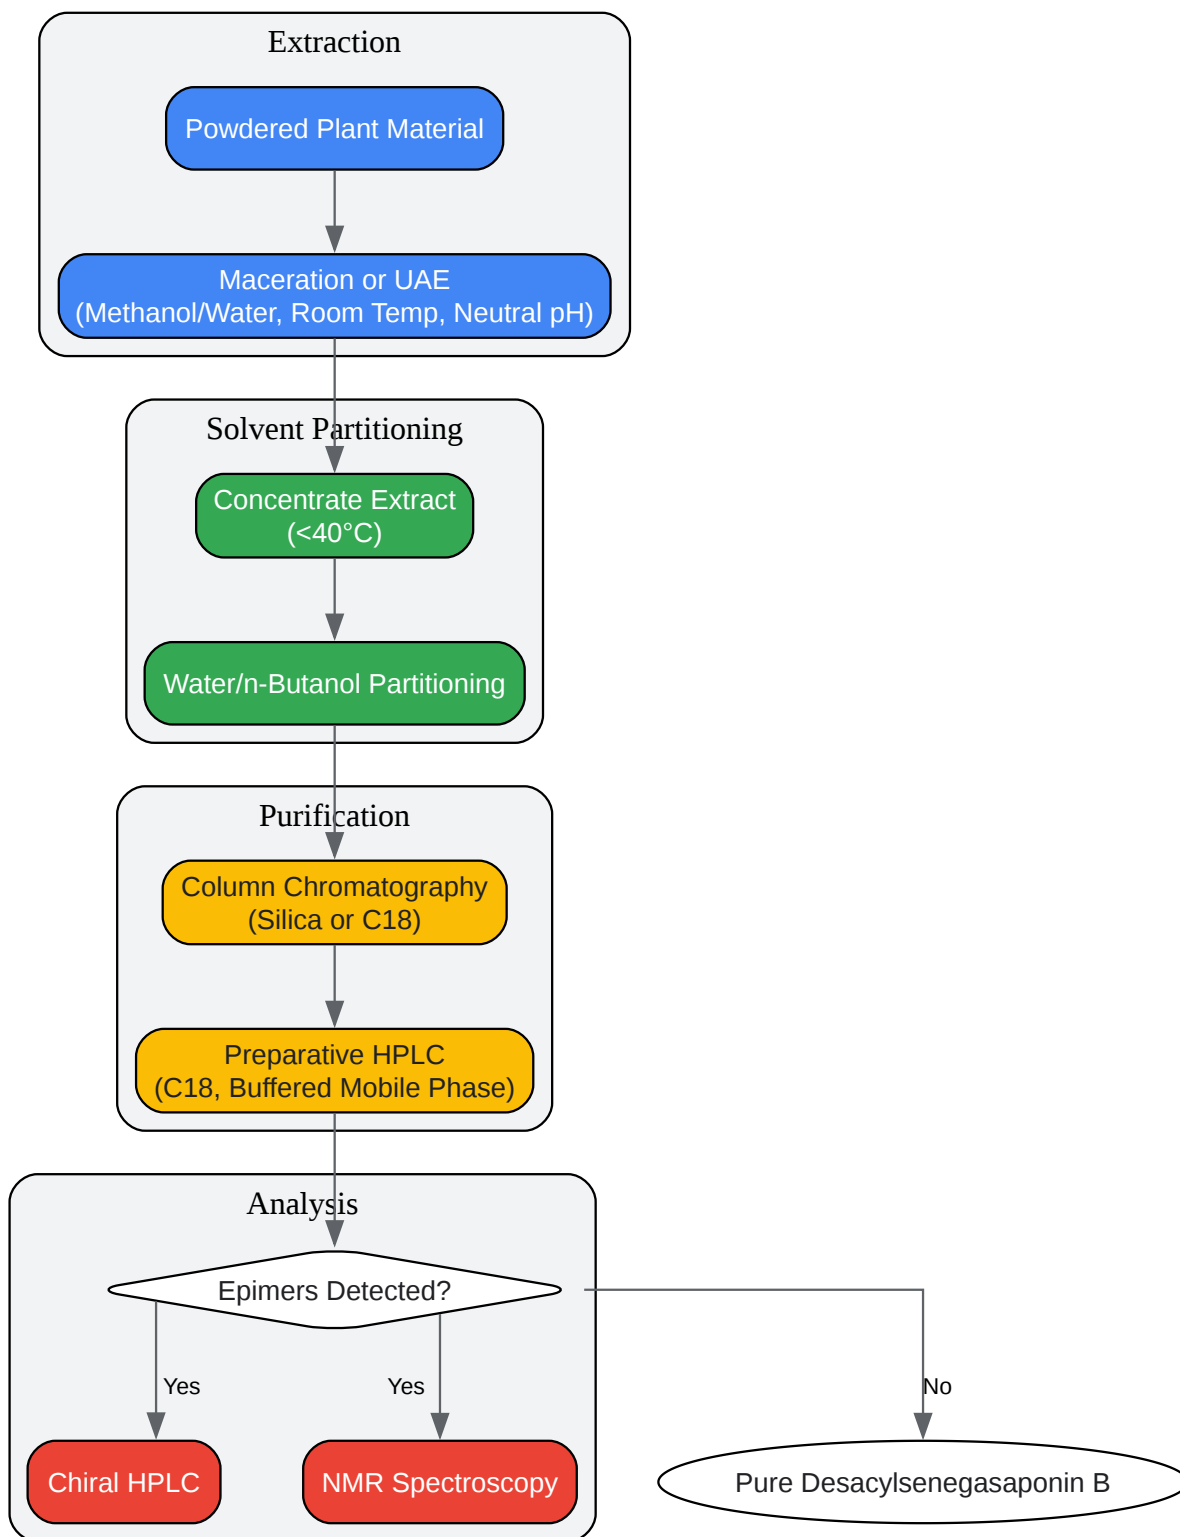 Extraction
Powdered Plant Material
Maceration or UAE
(Methanol/Water, Room Temp, Neutral pH)
Solvent Partitioning
Concentrate Extract
(<40°C)
Water/n-Butanol Partitioning
Purification
Column Chromatography
(Silica or C18)
Preparative HPLC
(C18, Buffered Mobile Phase)
Analysis
Epimers Detected?
Yes
Yes
No
Chiral HPLC
NMR Spectroscopy
Pure Desacylsenegasaponin B